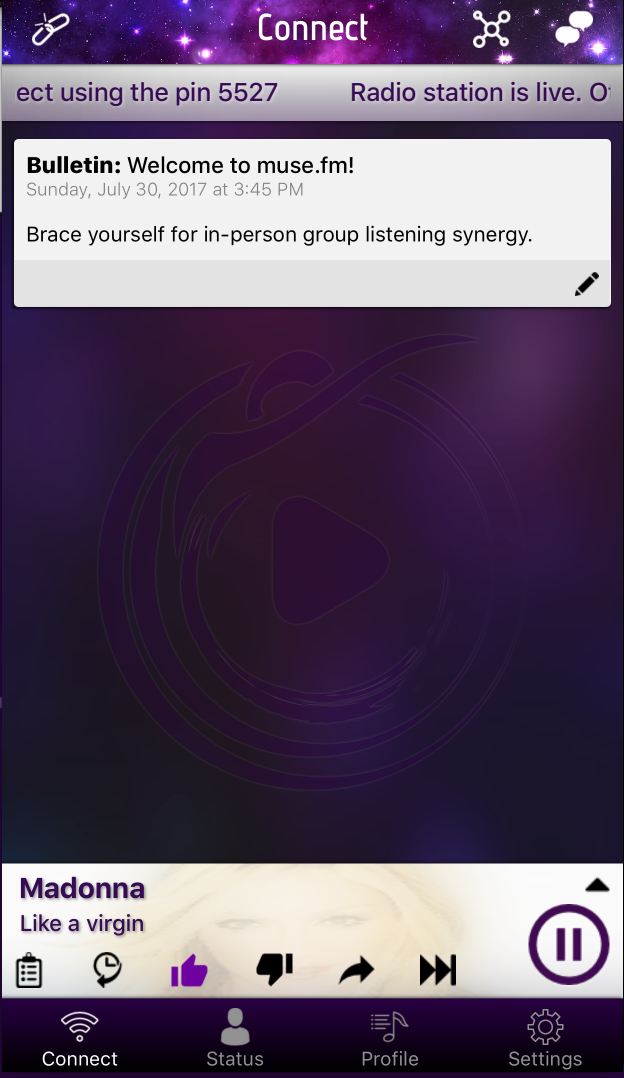 Connect
ect using the pin 5527 Radio station is live. O
Bulletin: Welcome to muse.fm!
Sunday, July 30, 2017 at 3:45 PM
Brace yourself for in-person group listening synergy.
Madonna
Like a virgin
Connect Status Profile Settings